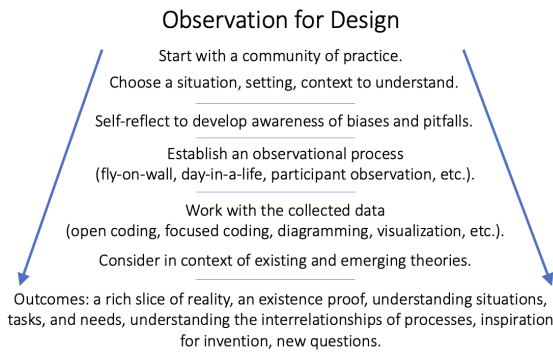 Observation for Design
Start with a community of practice.
Choose a situation, setting, context to understand.
Self-reflect to develop awareness of biases and pitfalls.
Establish an observational process
(fly-on-wall, day-in-a-life, participant observation, etc.).
Work with the collected data
(open coding, focused coding, diagramming, visualization, etc.).
Consider in context of existing and emerging theories.
Outcomes: a rich slice of reality, an existence proof, understanding situations,
tasks, and needs, understanding the interrelationships of processes, inspiration
for invention, new questions.